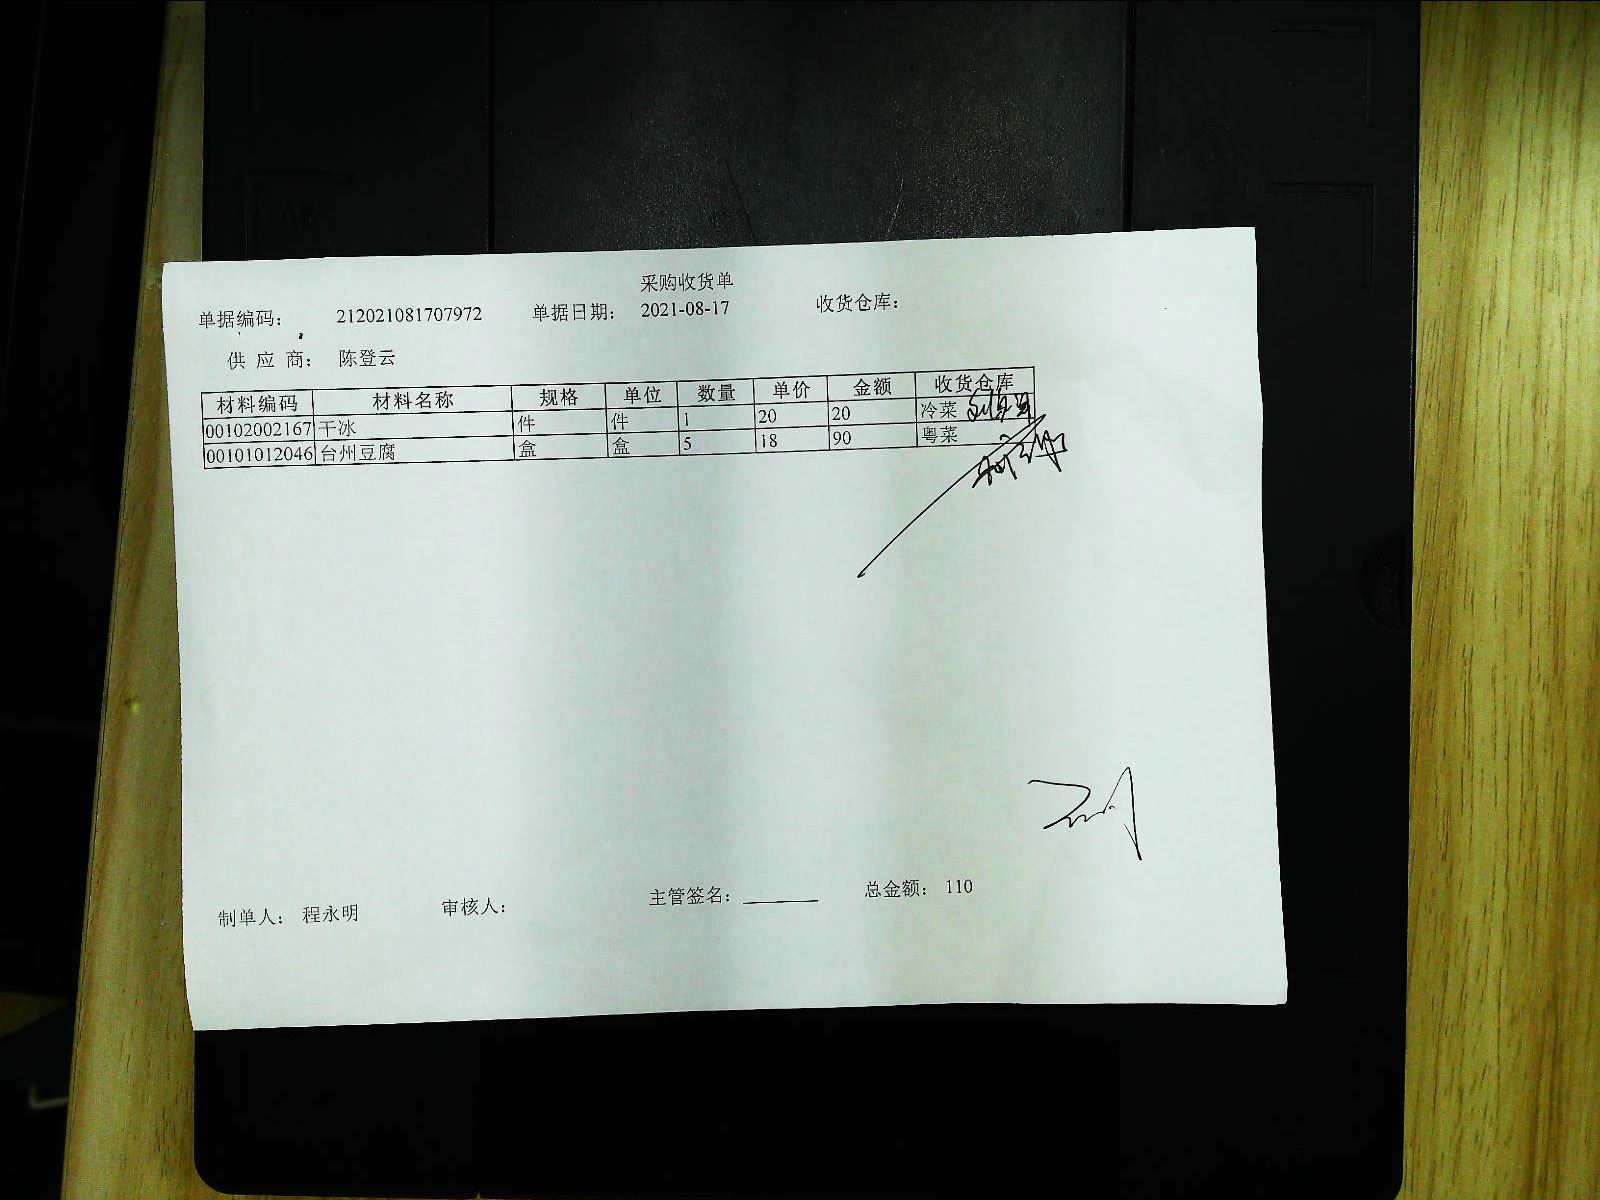 采购收货单
单据编码： 212021081707972 单据日期： 2021-08-17 收货仓库：
供 应 商： 陈登云
材料编码 材料名称 规格 单位 数量 单价 金额 收货仓库
00102002167 干冰 件 件 1 20 20 冷菜
00101012046 台州豆腐 盒 盒 5 18 90 粤菜
制单人： 程永明 审核人： 主管签名： 总金额： 110